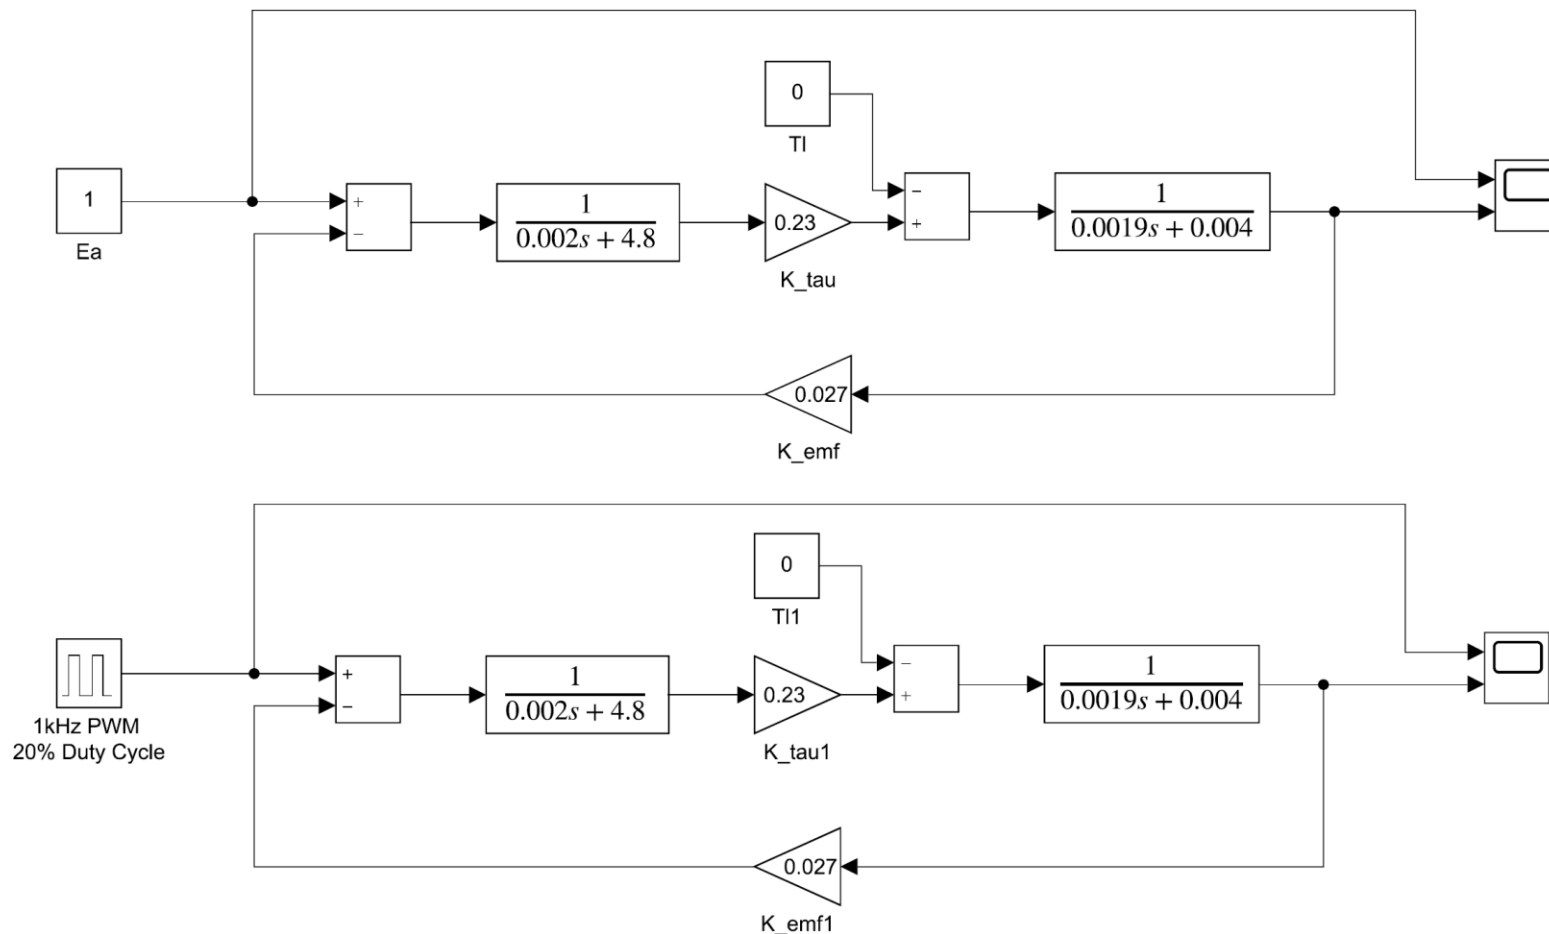 0
Tl
1
Ea
+
−
1
0.002s + 4.8
0.23
K_tau
−
+
1
0.0019s + 0.004
0.027
K_emf
0
Tl1
1kHz PWM
20% Duty Cycle
+
−
1
0.002s + 4.8
0.23
K_tau1
−
+
1
0.0019s + 0.004
0.027
K_emf1